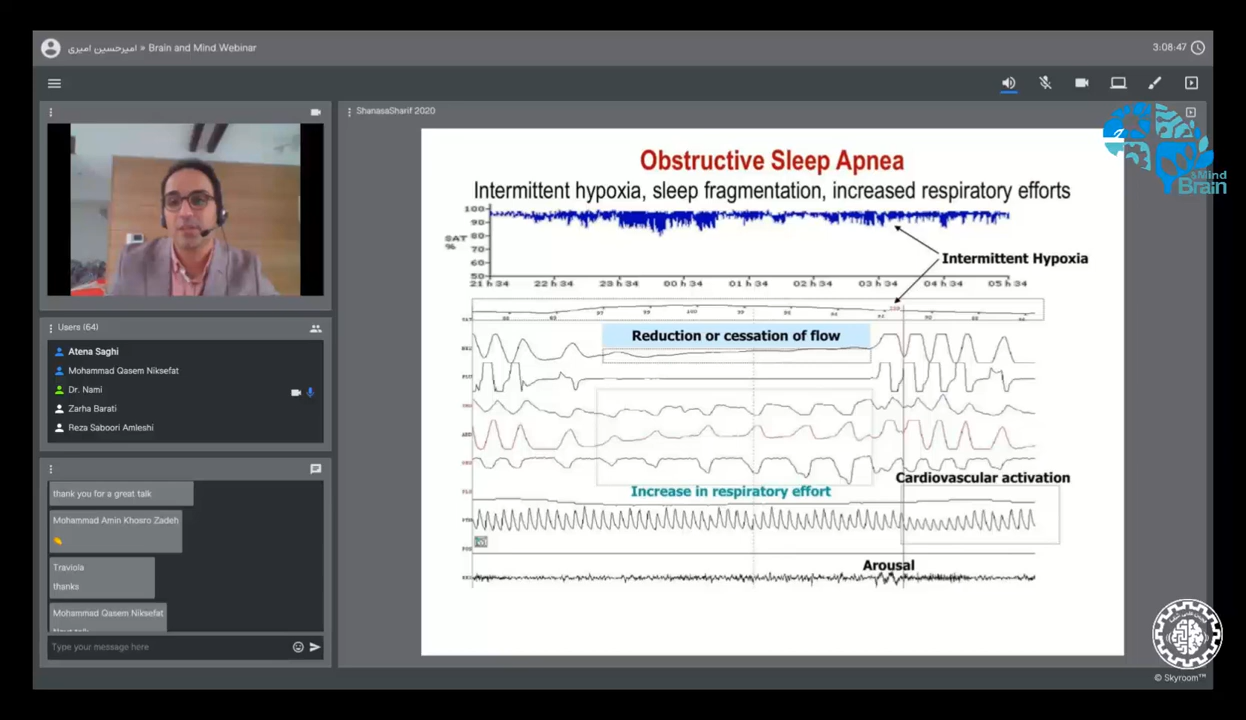 امیرحسین امیری » Brain and Mind Webinar
3:08:47
ShanasaSharif 2020
Mind
&
Brain
Users (64)
Atena Saghi
Mohammad Qasem Niksefat
Dr. Nami
Zarha Barati
Reza Saboori Amleshi
thank you for a great talk
Mohammad Amin Khosro Zadeh
Traviola
thanks
Mohammad Qasem Niksefat
Next talk
Type your message here
Obstructive Sleep Apnea
Intermittent hypoxia, sleep fragmentation, increased respiratory efforts
100
90
SAT 80
% 70
60
50
21 h 34 22 h 34 23 h 34 00 h 34 01 h 34 02 h 34 03 h 34 04 h 34 05 h 34
Intermittent Hypoxia
Reduction or cessation of flow
Cardiovascular activation
Increase in respiratory effort
Arousal
© Skyroom™